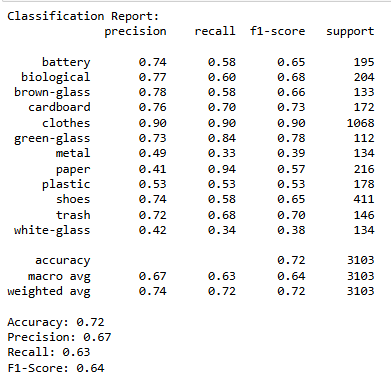 Classification Report:
precision recall f1-score support
battery 0.74 0.58 0.65 195
biological 0.77 0.60 0.68 204
brown-glass 0.78 0.58 0.66 133
cardboard 0.76 0.70 0.73 172
clothes 0.90 0.90 0.90 1068
green-glass 0.73 0.84 0.78 112
metal 0.49 0.33 0.39 134
paper 0.41 0.94 0.57 216
plastic 0.53 0.53 0.53 178
shoes 0.74 0.58 0.65 411
trash 0.72 0.68 0.70 146
white-glass 0.42 0.34 0.38 134
accuracy 0.72 3103
macro avg 0.67 0.63 0.64 3103
weighted avg 0.74 0.72 0.72 3103
Accuracy: 0.72
Precision: 0.67
Recall: 0.63
F1-Score: 0.64